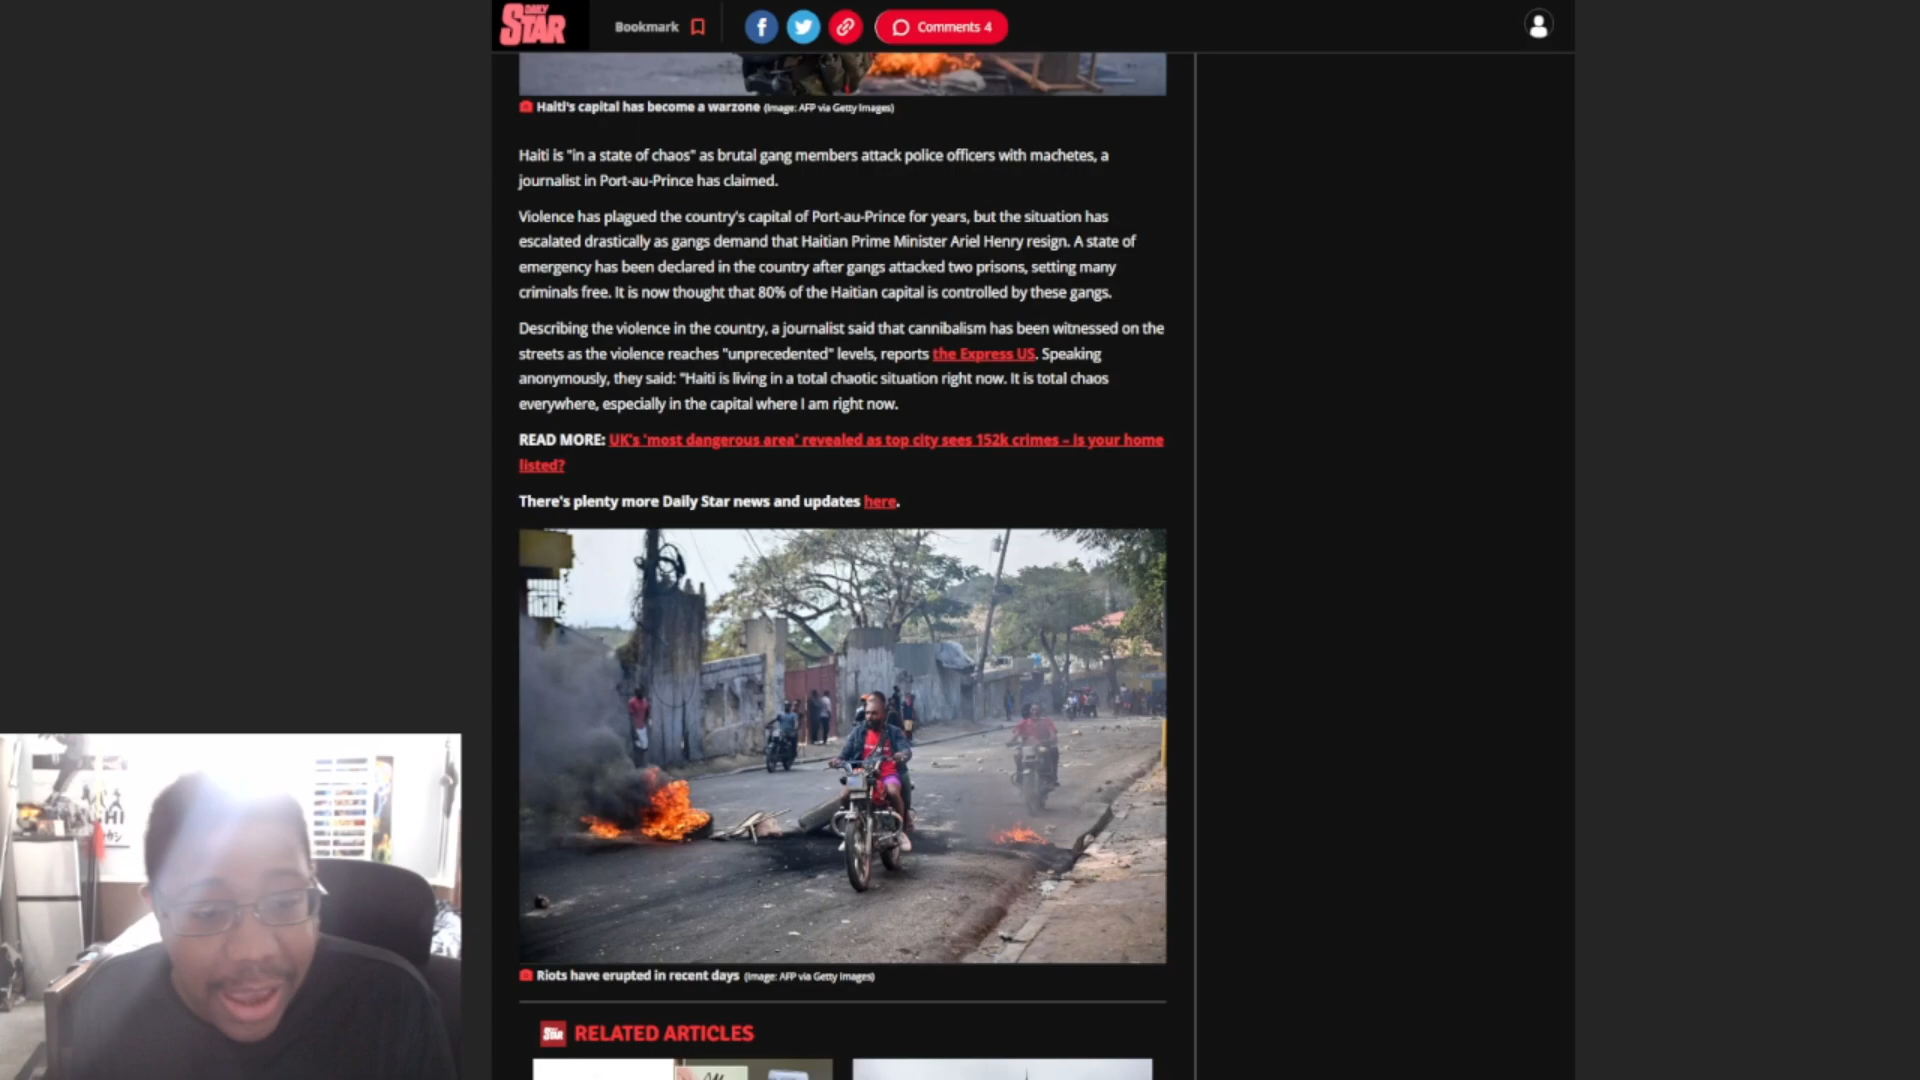 DAILY
STAR
Bookmark
Comments 4
Haiti's capital has become a warzone (Image: AFP via Getty Images)
Haiti is "in a state of chaos" as brutal gang members attack police officers with machetes, a
journalist in Port-au-Prince has claimed.
Violence has plagued the country's capital of Port-au-Prince for years, but the situation has
escalated drastically as gangs demand that Haitian Prime Minister Ariel Henry resign. A state of
emergency has been declared in the country after gangs attacked two prisons, setting many
criminals free. It is now thought that 80% of the Haitian capital is controlled by these gangs.
Describing the violence in the country, a journalist said that cannibalism has been witnessed on the
streets as the violence reaches "unprecedented" levels, reports the Express US. Speaking
anonymously, they said: "Haiti is living in a total chaotic situation right now. It is total chaos
everywhere, especially in the capital where I am right now.
READ MORE: UK's 'most dangerous area' revealed as top city sees 152k crimes – is your home
listed?
There's plenty more Daily Star news and updates here.
Riots have erupted in recent days (Image: AFP via Getty Images)
STAR RELATED ARTICLES